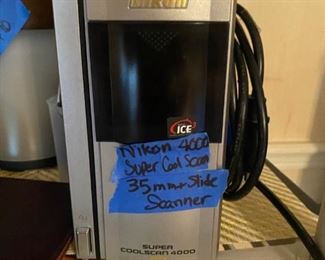 Nikon
ICE
Nikon 4000
Super Cool Scan
35mm + Slide
Scanner
SUPER
COOLSCAN 4000